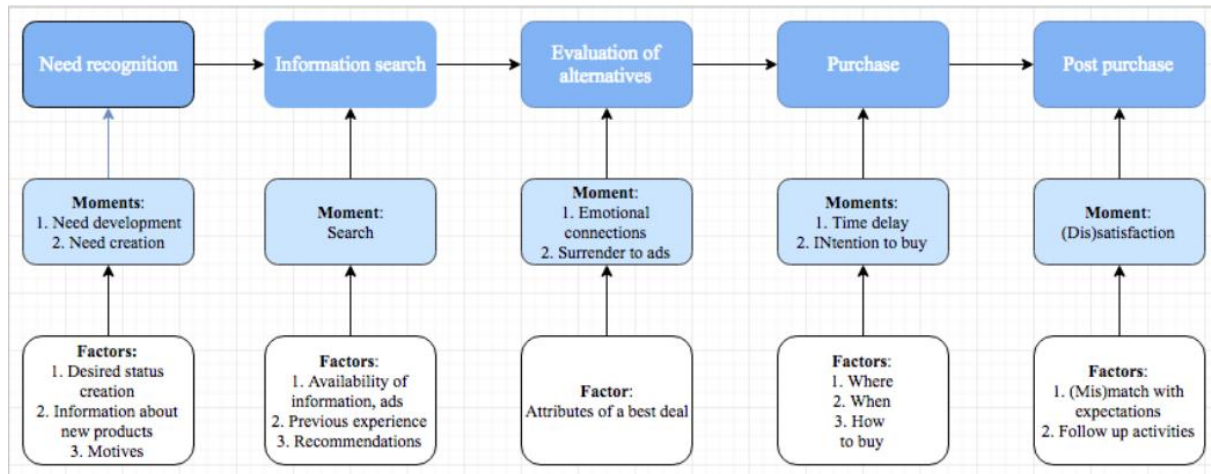 Need recognition
Information search
Evaluation of
alternatives
Purchase
Post purchase
Moments:
1. Need development
2. Need creation
Moment:
Search
Moment:
1. Emotional
connections
2. Surrender to ads
Moments:
1. Time delay
2. INtention to buy
Moment:
(Dis)satisfaction
Factors:
1. Desired status
creation
2. Information about
new products
3. Motives
Factors:
1. Availability of
information, ads
2. Previous experience
3. Recommendations
Factor:
Attributes of a best deal
Factors:
1. Where
2. When
3. How
to buy
Factors:
1. (Mis)match with
expectations
2. Follow up activities